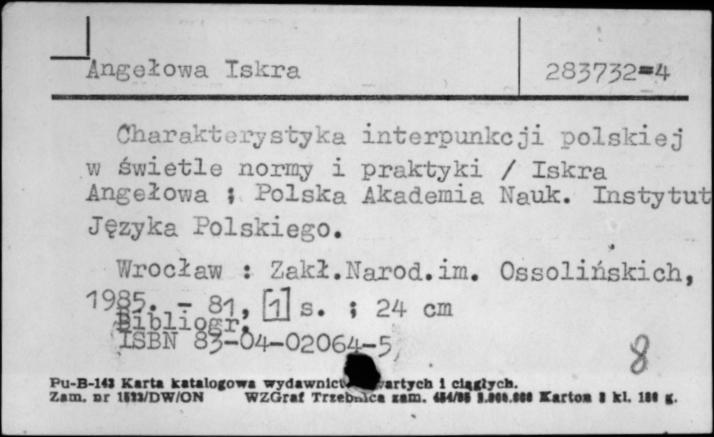 Angełowa Iskra 283732=4
Charakterystyka interpunkcji polskiej
w świetle normy i praktyki / Iskra
Angełowa ; Polska Akademia Nauk. Instytut
Języka Polskiego.
Wrocław : Zakł.Narod.im. Ossolińskich,
1985. - 81, [1] s. ; 24 cm
Bibliogr.
ISBN 83-04-02064-5
8
Pu-B-143 Karta katalogowa wydawnictw ciągłych.
Zam. nr /DW/ON WZGraf Trzebnica zam. Karton kl.